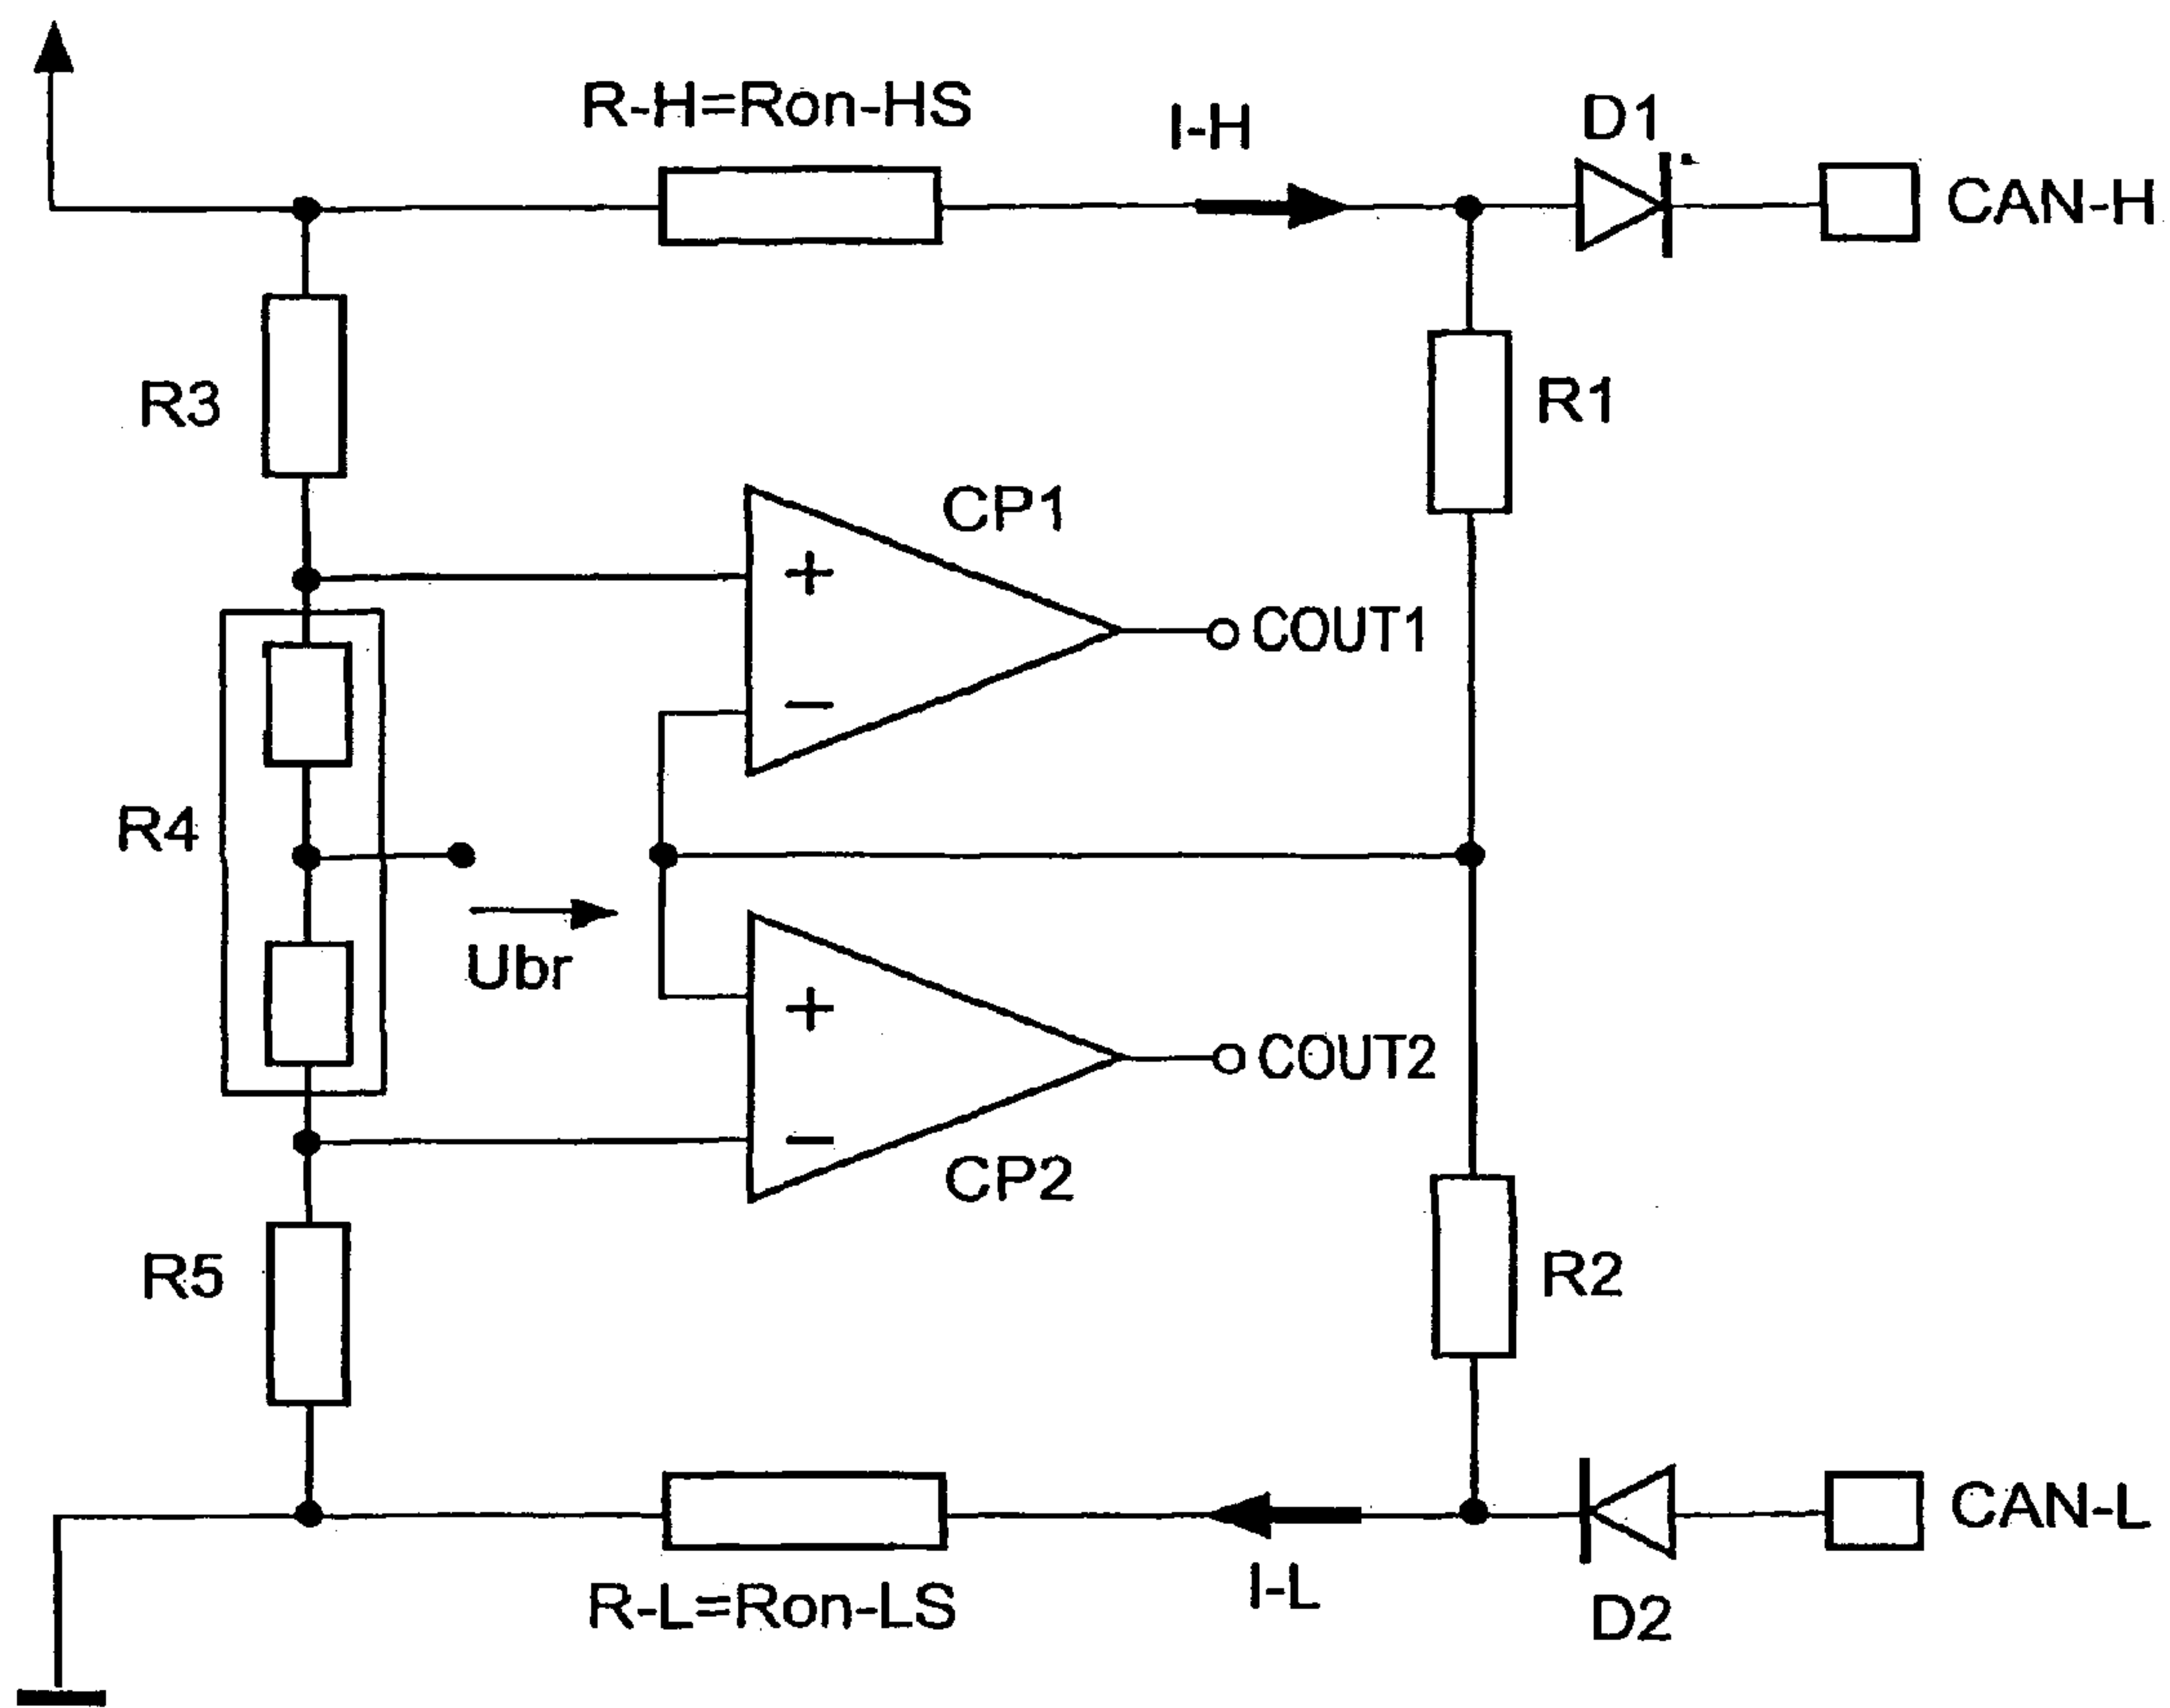 R-H=Ron-HS
I-H
D1
CAN-H
R3
R1
CP1
+
COUT1
−
R4
Ubr
+
COUT2
−
CP2
R5
R2
CAN-L
R-L=Ron-LS
I-L
D2